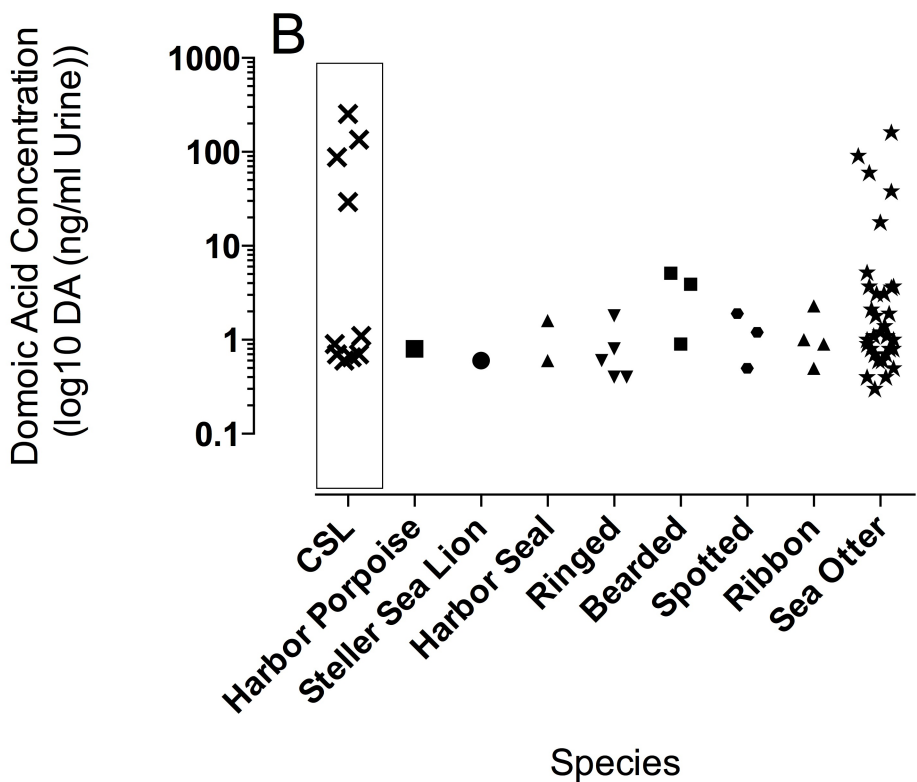 B
Domoic Acid Concentration
(log10 DA (ng/ml Urine))
1000
100
10
1
0.1
CSL
Harbor Porpoise
Steller Sea Lion
Harbor Seal
Ringed
Bearded
Spotted
Ribbon
Sea Otter
Species